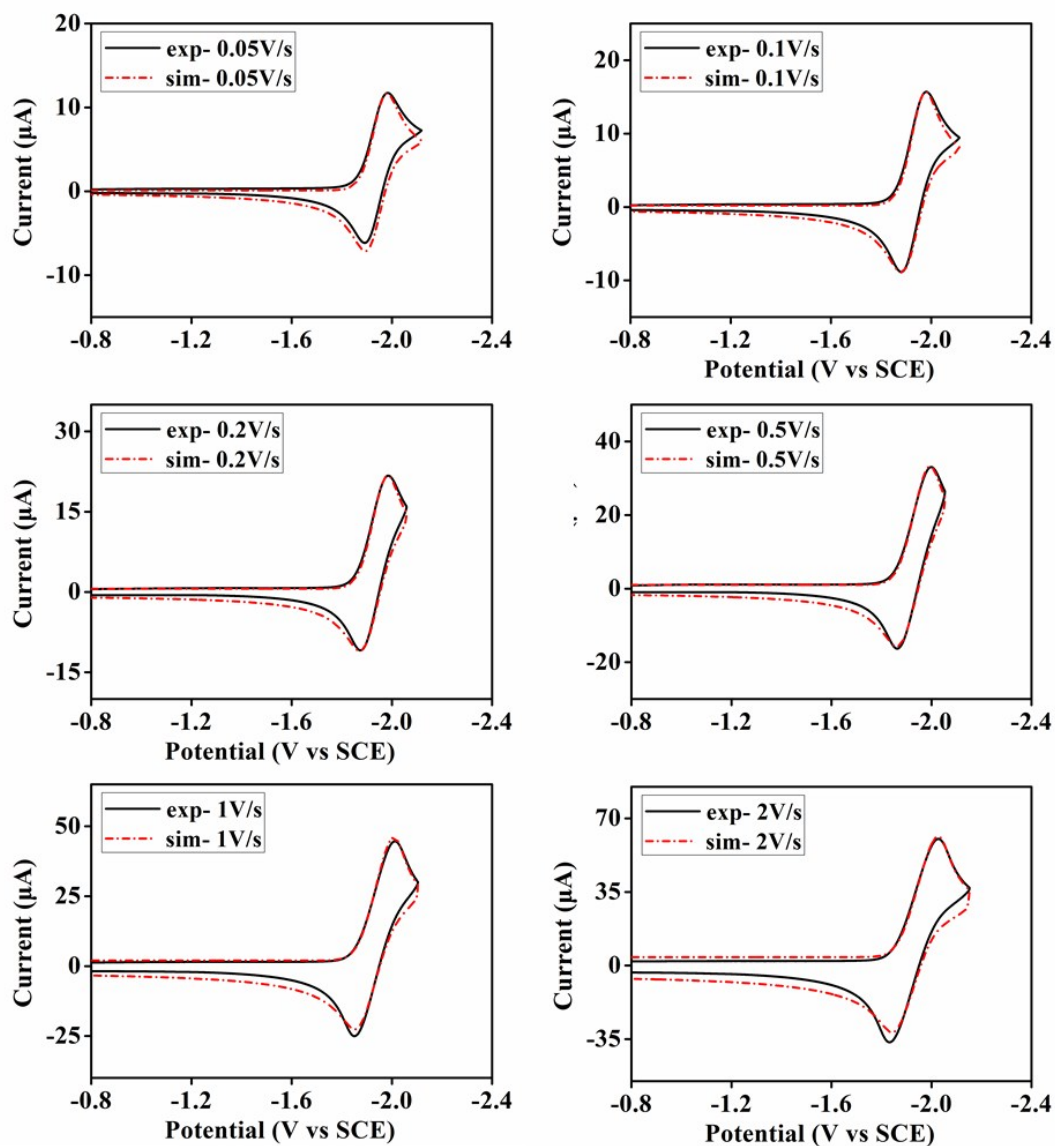 20
10
0
-10
Current (µA)
exp- 0.05V/s
sim- 0.05V/s
-0.8 -1.2 -1.6 -2.0 -2.4
20
10
0
-10
Current (µA)
exp- 0.1V/s
sim- 0.1V/s
-0.8 -1.2 -1.6 -2.0 -2.4
Potential (V vs SCE)
30
15
0
-15
Current (µA)
exp- 0.2V/s
sim- 0.2V/s
-0.8 -1.2 -1.6 -2.0 -2.4
Potential (V vs SCE)
40
20
0
-20
exp- 0.5V/s
sim- 0.5V/s
-0.8 -1.2 -1.6 -2.0 -2.4
50
25
0
-25
Current (µA)
exp- 1V/s
sim- 1V/s
-0.8 -1.2 -1.6 -2.0 -2.4
Potential (V vs SCE)
70
35
0
-35
Current (µA)
exp- 2V/s
sim- 2V/s
-0.8 -1.2 -1.6 -2.0 -2.4
Potential (V vs SCE)